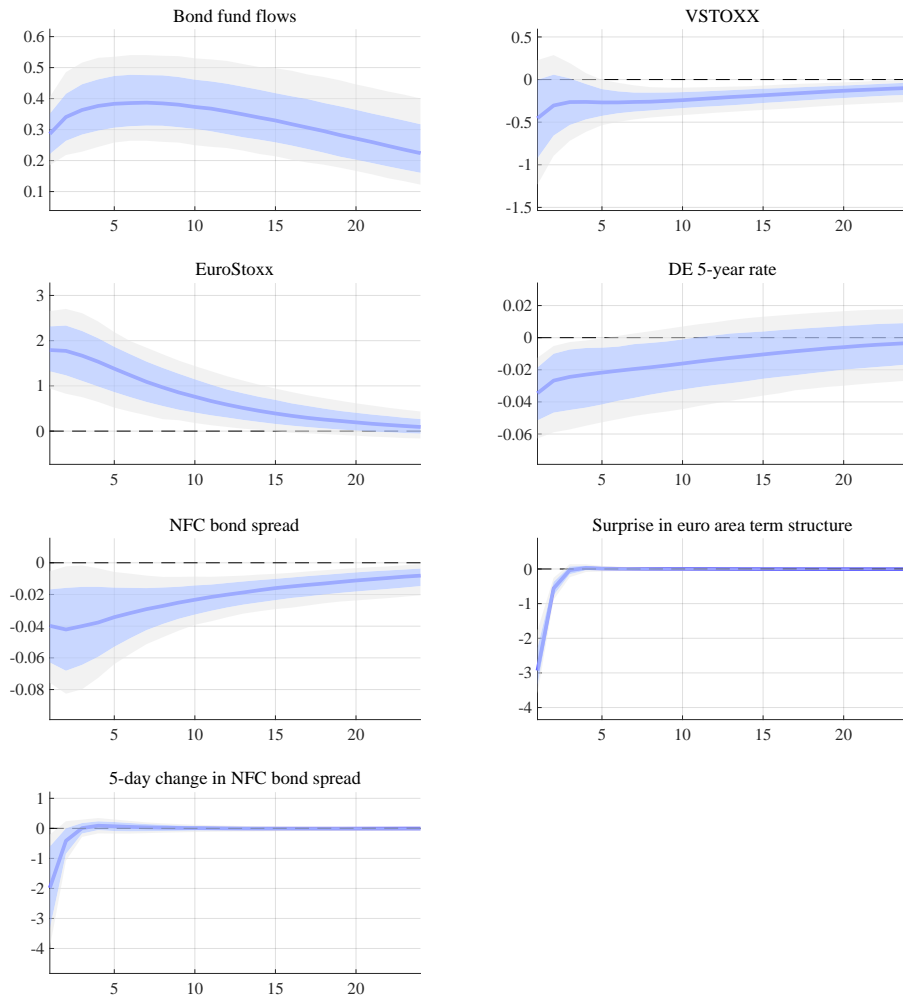 Bond fund flows
0.6
0.5
0.4
0.3
0.2
0.1
5 10 15 20
VSTOXX
0.5
0
-0.5
-1
-1.5
5 10 15 20
EuroStoxx
3
2
1
0
5 10 15 20
DE 5-year rate
0.02
0
-0.02
-0.04
-0.06
5 10 15 20
NFC bond spread
0
-0.02
-0.04
-0.06
-0.08
5 10 15 20
Surprise in euro area term structure
0
-1
-2
-3
-4
5 10 15 20
5-day change in NFC bond spread
1
0
-1
-2
-3
-4
5 10 15 20